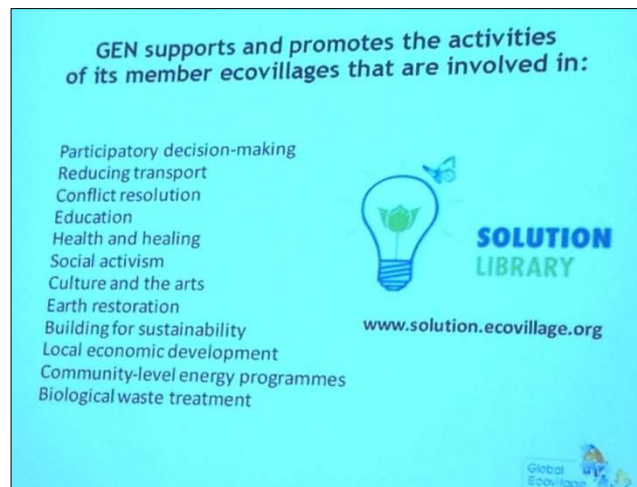 GEN supports and promotes the activities
of its member ecovillages that are involved in:
Participatory decision-making
Reducing transport
Conflict resolution
Education
Health and healing
Social activism
Culture and the arts
Earth restoration
Building for sustainability
Local economic development
Community-level energy programmes
Biological waste treatment
SOLUTION
LIBRARY
www.solution.ecovillage.org
Global
Ecovillage